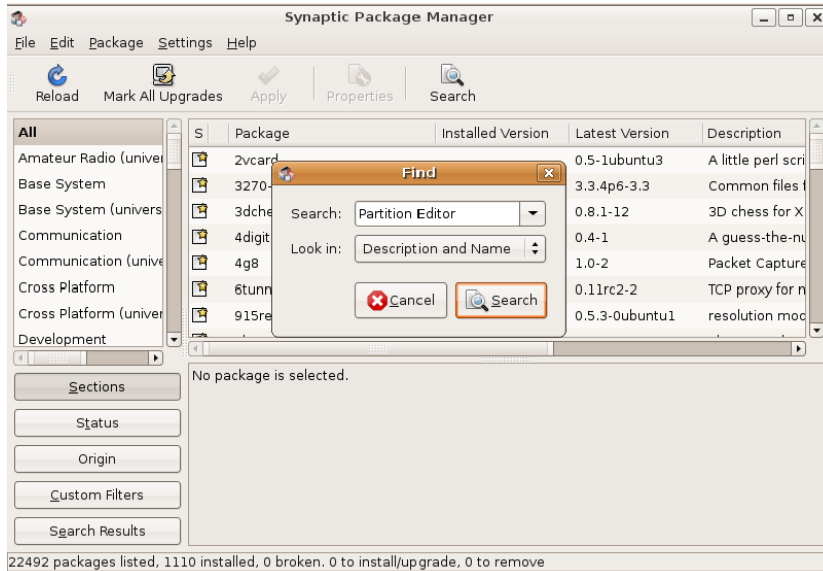 Synaptic Package Manager
File Edit Package Settings Help
Reload Mark All Upgrades Apply Properties Search
All
Amateur Radio (univer
Base System
Base System (univers
Communication
Communication (unive
Cross Platform
Cross Platform (univer
Development
S Package Installed Version Latest Version Description
2vcard 0.5-1ubuntu3 A little perl scri
3270- 3.3.4p6-3.3 Common files f
3dche 0.8.1-12 3D chess for X
4digit 0.4-1 A guess-the-nu
4g8 1.0-2 Packet Capture
6tunn 0.11rc2-2 TCP proxy for n
915re 0.5.3-0ubuntu1 resolution mod
Find
Search: Partition Editor
Look in: Description and Name
Cancel Search
No package is selected.
Sections
Status
Origin
Custom Filters
Search Results
22492 packages listed, 1110 installed, 0 broken. 0 to install/upgrade, 0 to remove